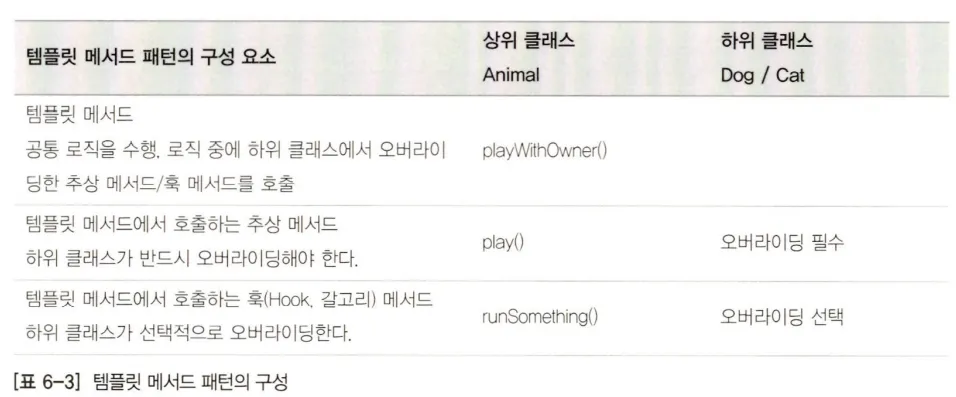 템플릿 메서드 패턴의 구성 요소
상위 클래스
Animal
하위 클래스
Dog / Cat
템플릿 메서드
공통 로직을 수행, 로직 중에 하위 클래스에서 오버라이
딩한 추상 메서드/훅 메서드를 호출
playWithOwner()
템플릿 메서드에서 호출하는 추상 메서드
하위 클래스가 반드시 오버라이딩해야 한다.
play()
오버라이딩 필수
템플릿 메서드에서 호출하는 훅(Hook, 갈고리) 메서드
하위 클래스가 선택적으로 오버라이딩한다.
runSomething()
오버라이딩 선택
[표 6-3] 템플릿 메서드 패턴의 구성